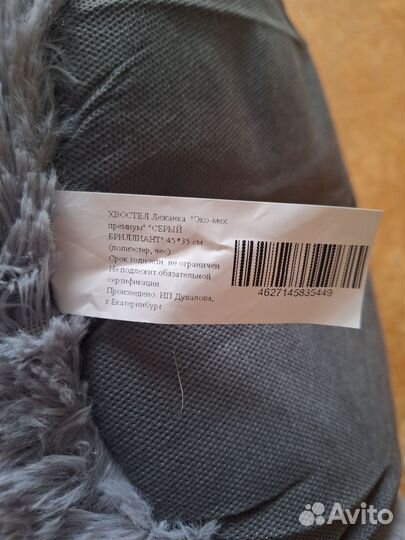 ХВОСТЕЛ Лежанка "Эко-мех
премиум" "СЕРЫЙ
БРИЛЛИАНТ" 45*35 см
(полиэстер, чес)
Срок годности: не ограничен.
Не подлежит обязательной
сертификации.
Произведено: ИП Дувалова,
г.Екатеринбург
4627145835449
Avito